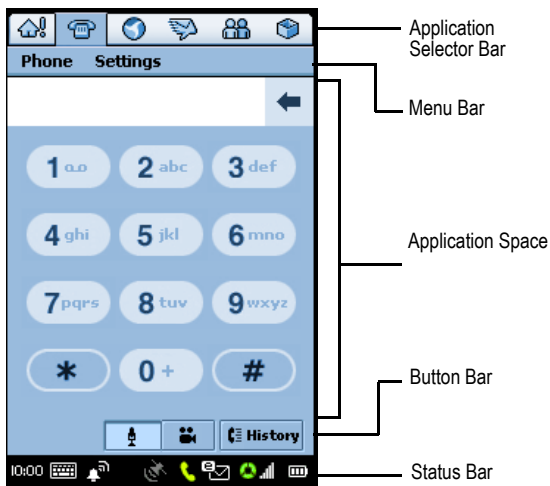 Application
Selector Bar
Phone Settings
Menu Bar
1 2 abc 3 def
4 ghi 5 jkl 6 mno
Application Space
7 pqrs 8 tuv 9 wxyz
* 0 + #
Button Bar
History
10:00
Status Bar